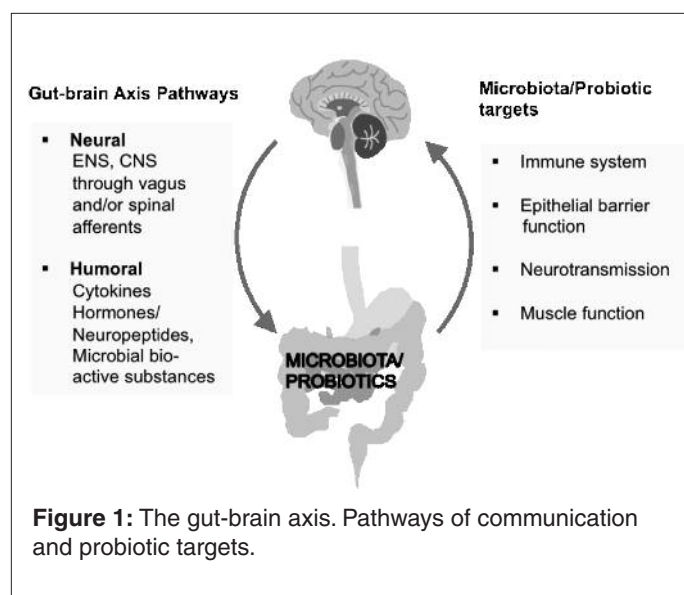 Gut-brain Axis Pathways
▪ Neural
ENS, CNS
through vagus
and/or spinal
afferents
▪ Humoral
Cytokines
Hormones/
Neuropeptides,
Microbial bio-
active substances
Microbiota/Probiotic
targets
▪ Immune system
▪ Epithelial barrier
function
▪ Neurotransmission
▪ Muscle function
MICROBIOTA/
PROBIOTICS
Figure 1: The gut-brain axis. Pathways of communication
and probiotic targets.